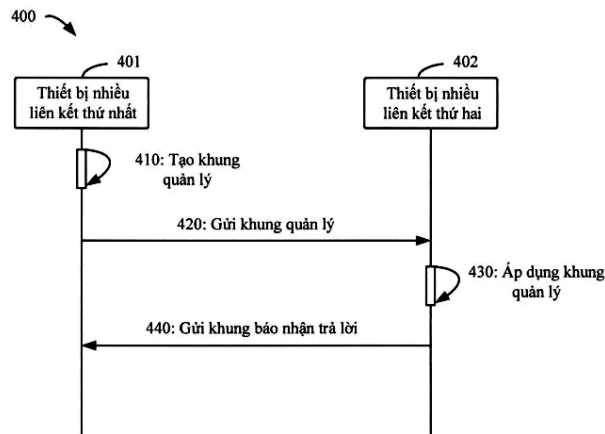 400
401
402
Thiết bị nhiều
liên kết thứ nhất
Thiết bị nhiều
liên kết thứ hai
410: Tạo khung
quản lý
420: Gửi khung quản lý
430: Áp dụng khung
quản lý
440: Gửi khung báo nhận trả lời